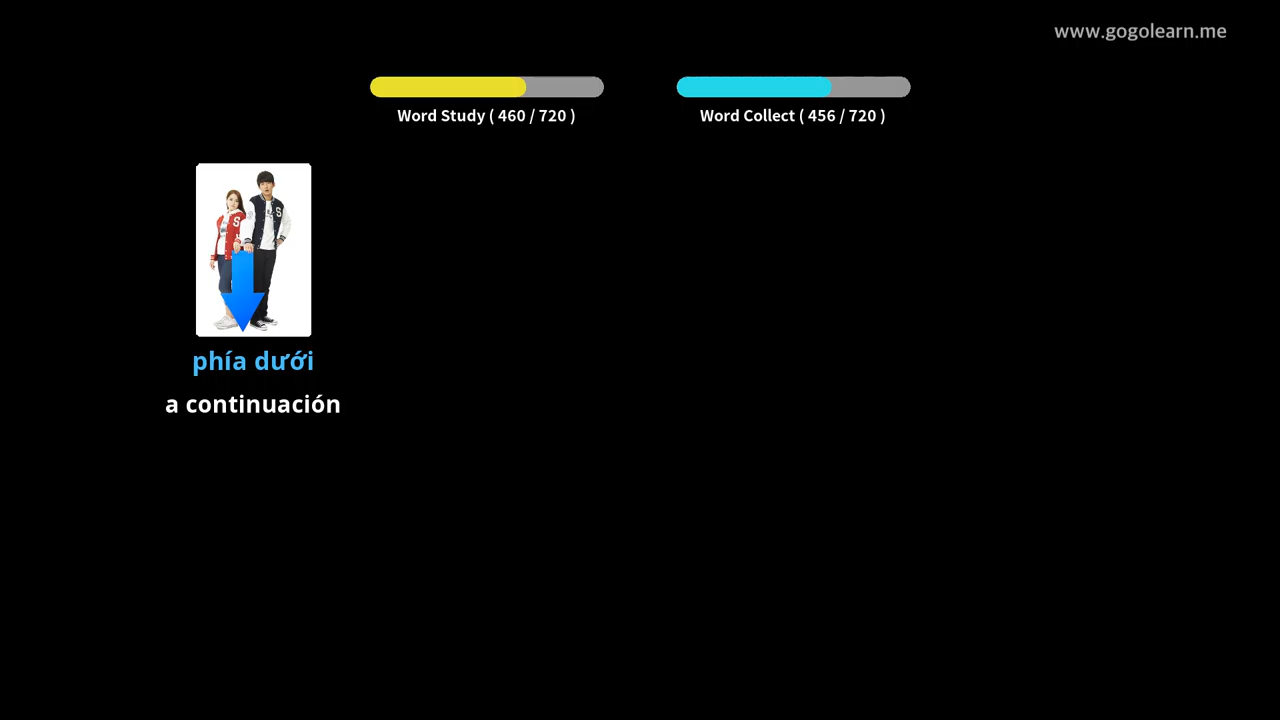 www.gogolearn.me
Word Study ( 460 / 720 )
Word Collect ( 456 / 720 )
S
S
phía dưới
a continuación